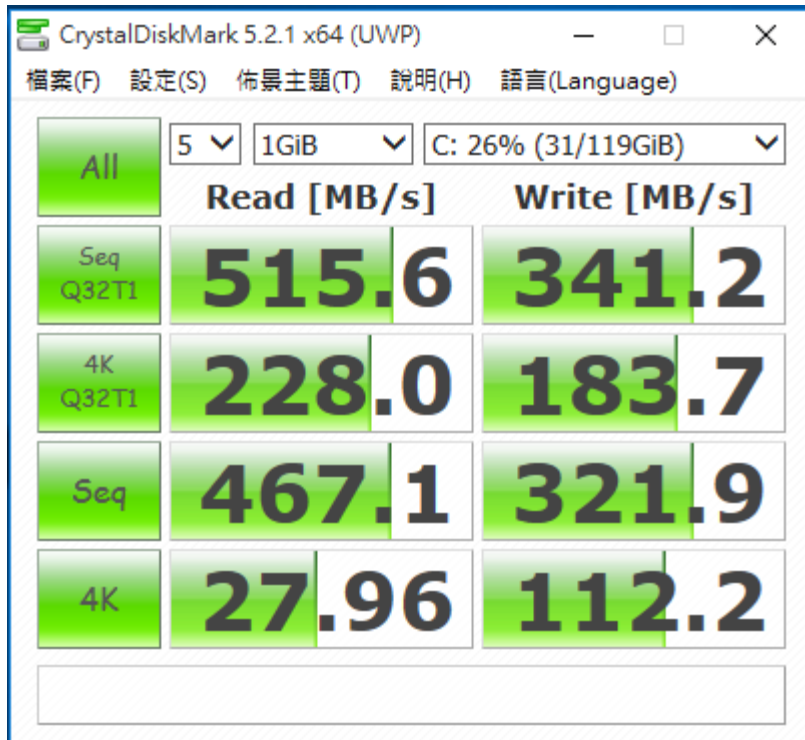 CrystalDiskMark 5.2.1 x64 (UWP)
檔案(F) 設定(S) 佈景主題(T) 說明(H) 語言(Language)
All 5 1GiB C: 26% (31/119GiB)
Read [MB/s] Write [MB/s]
Seq Q32T1 515.6 341.2
4K Q32T1 228.0 183.7
Seq 467.1 321.9
4K 27.96 112.2